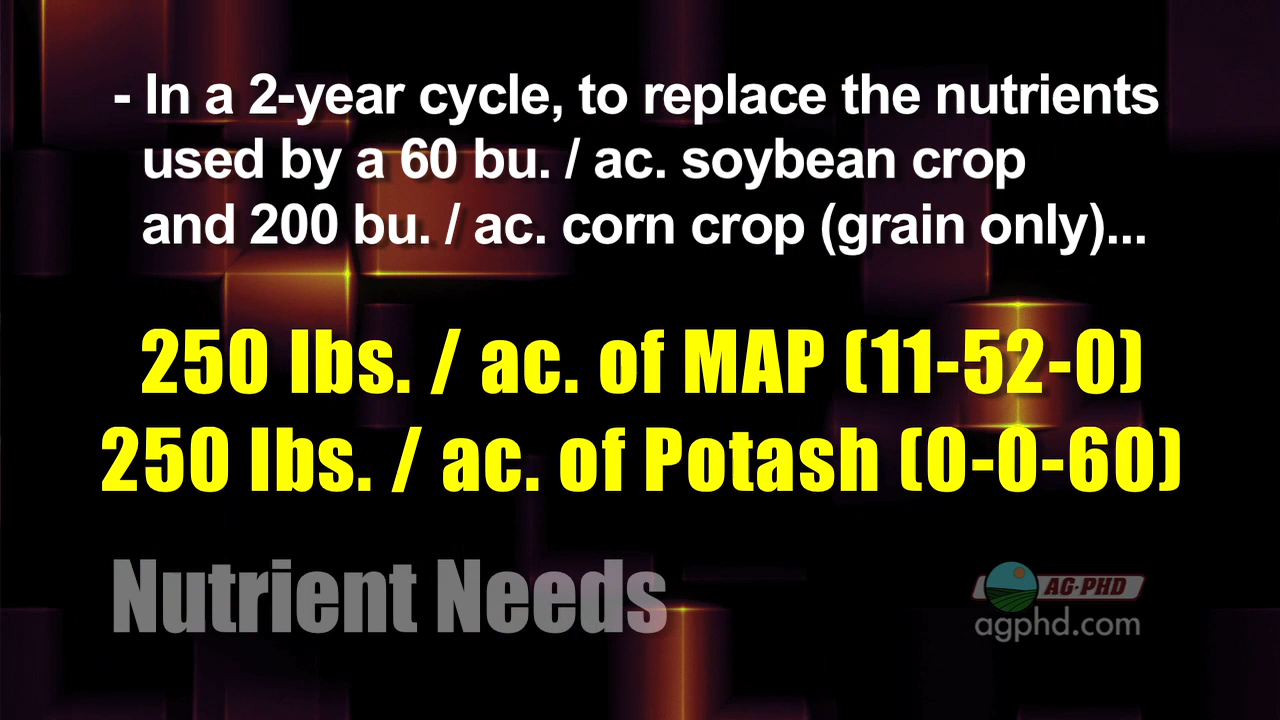 - In a 2-year cycle, to replace the nutrients
used by a 60 bu. / ac. soybean crop
and 200 bu. / ac. corn crop (grain only)...
250 lbs. / ac. of MAP (11-52-0)
250 lbs. / ac. of Potash (0-0-60)
Nutrient Needs
AG-PHD
agphd.com